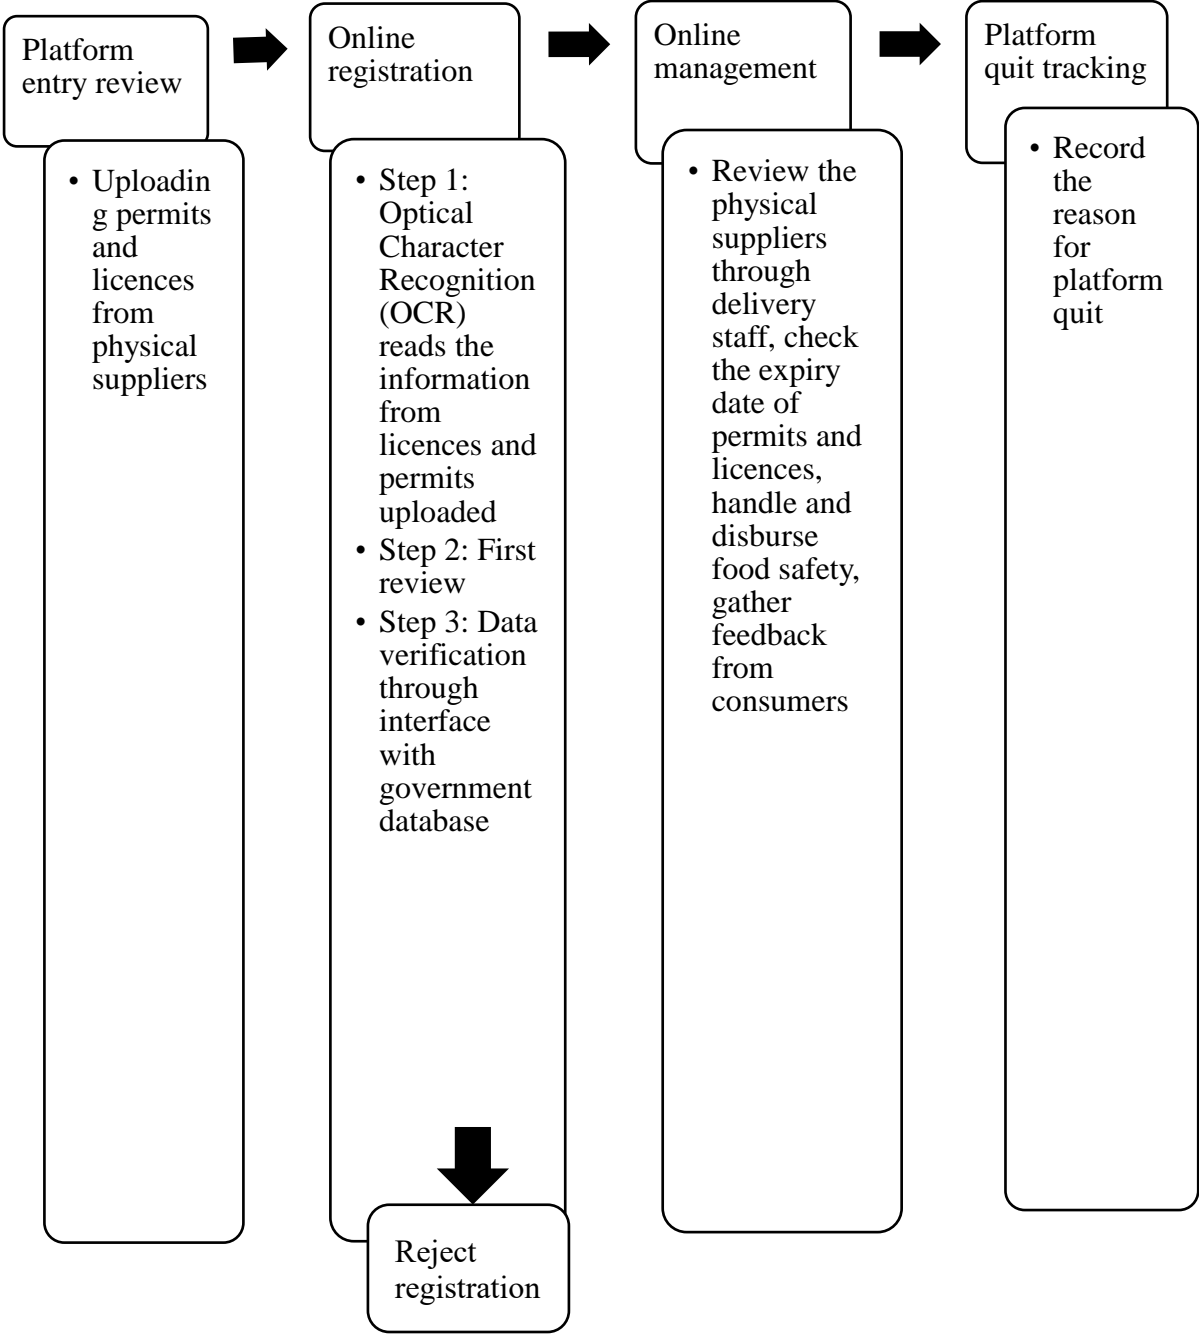 Platform
entry review
• Uploadin
g permits
and
licences
from
physical
suppliers
Online
registration
• Step 1:
Optical
Character
Recognition
(OCR)
reads the
information
from
licences and
permits
uploaded
• Step 2: First
review
• Step 3: Data
verification
through
interface
with
government
database
Reject
registration
Online
management
• Review the
physical
suppliers
through
delivery
staff, check
the expiry
date of
permits and
licences,
handle and
disburse
food safety,
gather
feedback
from
consumers
Platform
quit tracking
• Record
the
reason
for
platform
quit